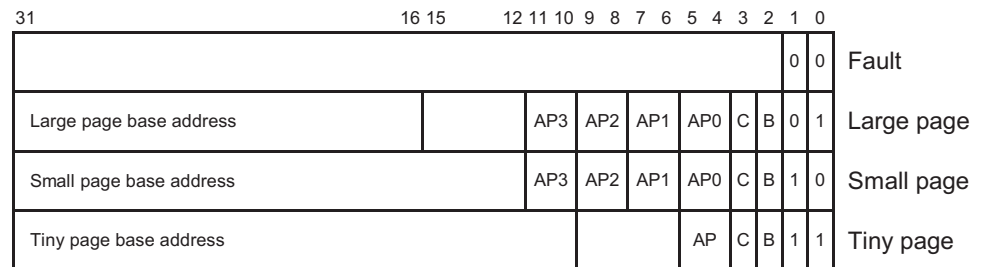 31 16 15 12 11 10 9 8 7 6 5 4 3 2 1 0
0 0 Fault
Large page base address AP3 AP2 AP1 AP0 C B 0 1 Large page
Small page base address AP3 AP2 AP1 AP0 C B 1 0 Small page
Tiny page base address AP C B 1 1 Tiny page